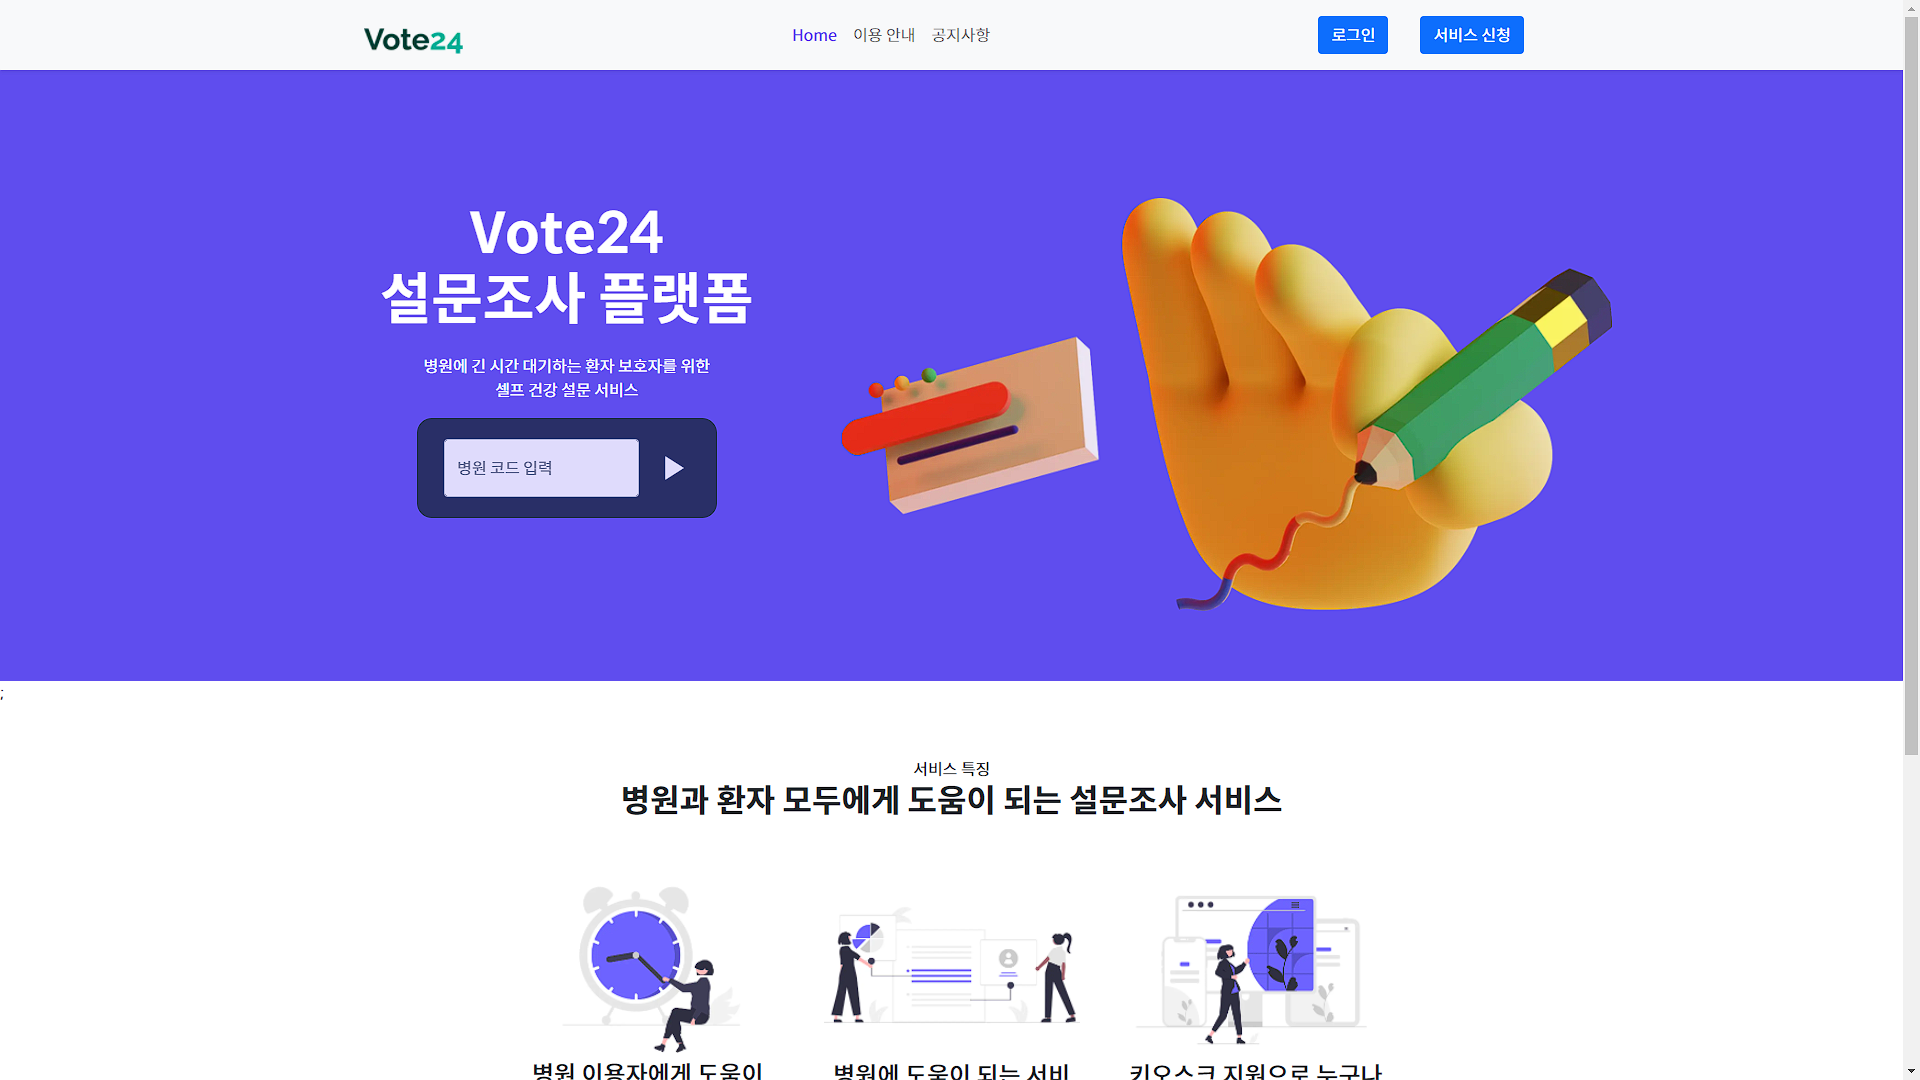 Vote24
Home 이용 안내 공지사항
로그인 서비스 신청
Vote24
설문조사 플랫폼
병원에 긴 시간 대기하는 환자 보호자를 위한
셀프 건강 설문 서비스
병원 코드 입력
;
서비스 특징
병원과 환자 모두에게 도움이 되는 설문조사 서비스
병원 이용자에게 도움이
병원에 도움이 되는 서비
키오스크 지원으로 누구나